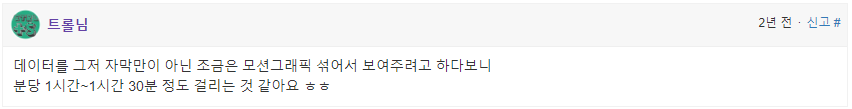 트롤님
2년 전 · 신고 #
데이터를 그저 자막만이 아닌 조금은 모션그래픽 섞어서 보여주려고 하다보니
분당 1시간~1시간 30분 정도 걸리는 것 같아요 ㅎㅎ